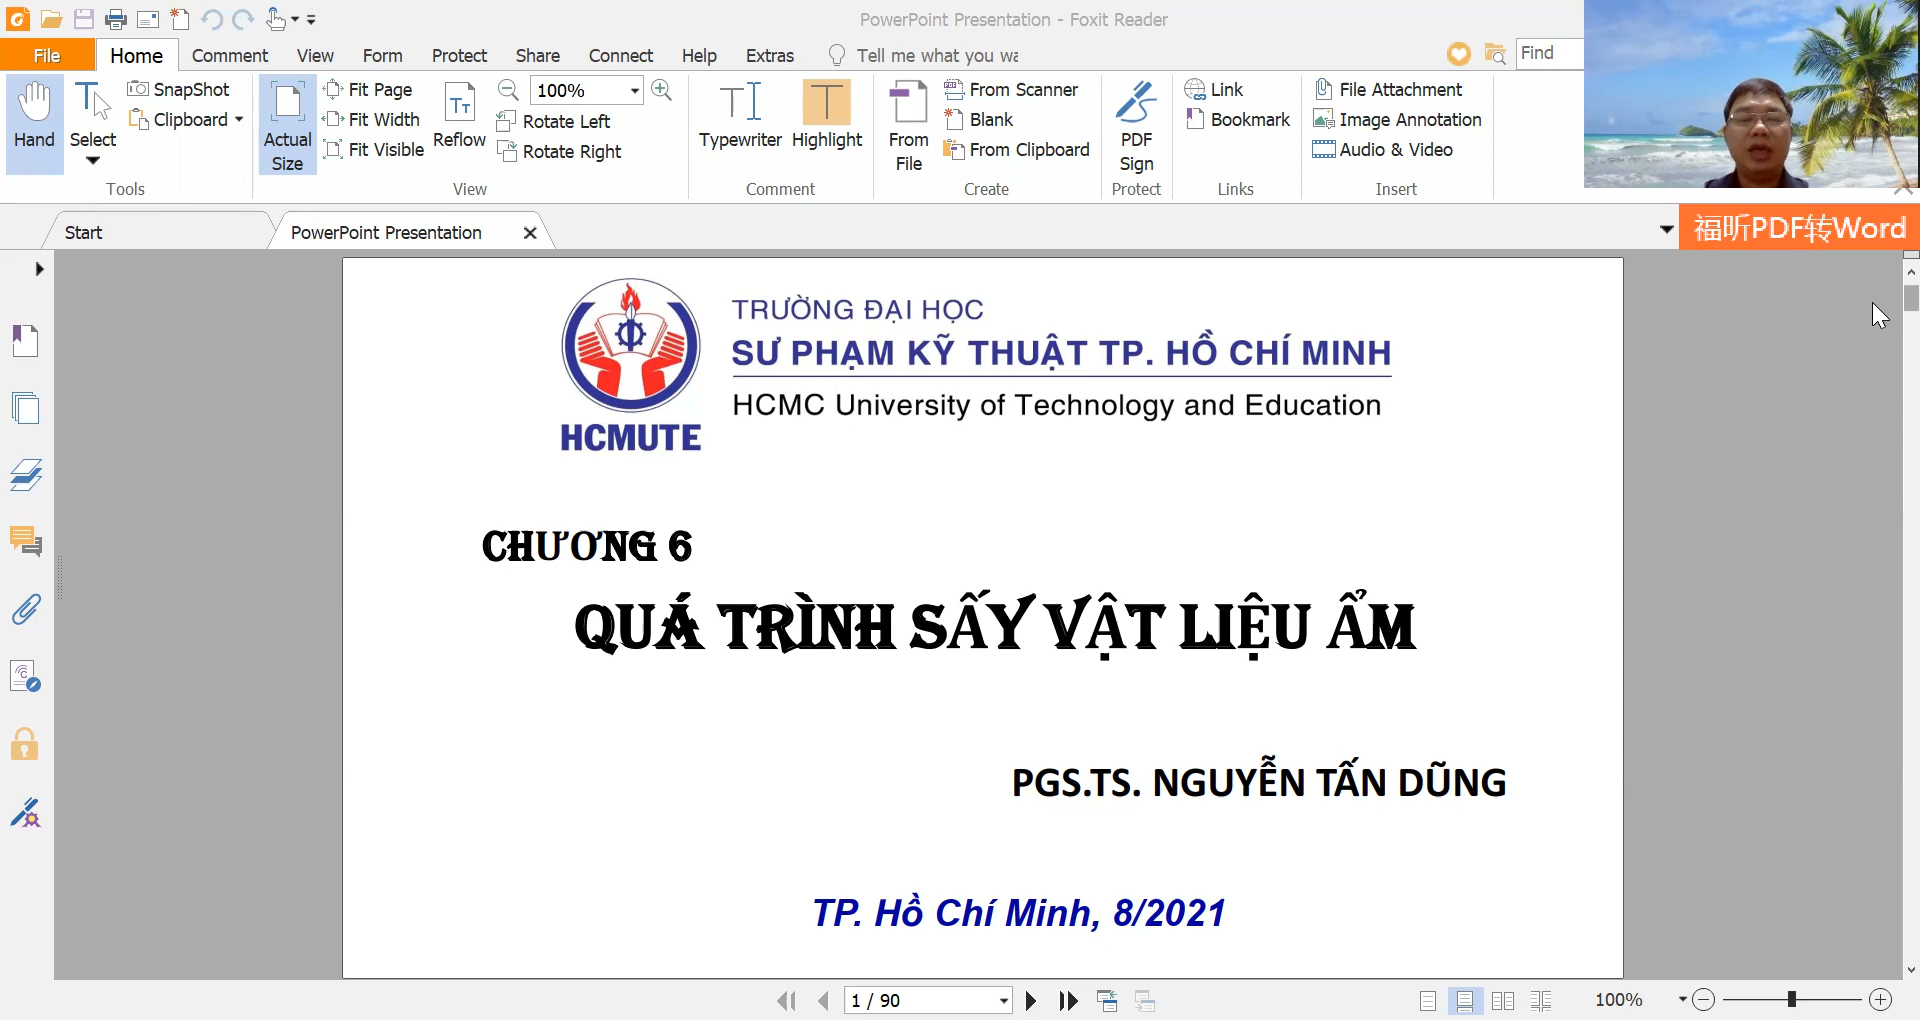 PowerPoint Presentation - Foxit Reader
File Home Comment View Form Protect Share Connect Help Extras Tell me what you wa Find
Hand
Select
SnapShot
Clipboard
Tools
Actual Size
Fit Page
Fit Width
Fit Visible
Reflow
100%
Rotate Left
Rotate Right
View
Typewriter Highlight
Comment
From File
From Scanner
Blank
From Clipboard
Create
PDF Sign
Protect
Link
Bookmark
Links
File Attachment
Image Annotation
Audio & Video
Insert
Start PowerPoint Presentation
福昕PDF转Word
TRƯỜNG ĐẠI HỌC
SƯ PHẠM KỸ THUẬT TP. HỒ CHÍ MINH
HCMC University of Technology and Education
HCMUTE
CHƯƠNG 6
QUÁ TRÌNH SẤY VẬT LIỆU ẨM
PGS.TS. NGUYỄN TẤN DŨNG
TP. Hồ Chí Minh, 8/2021
1 / 90
100%